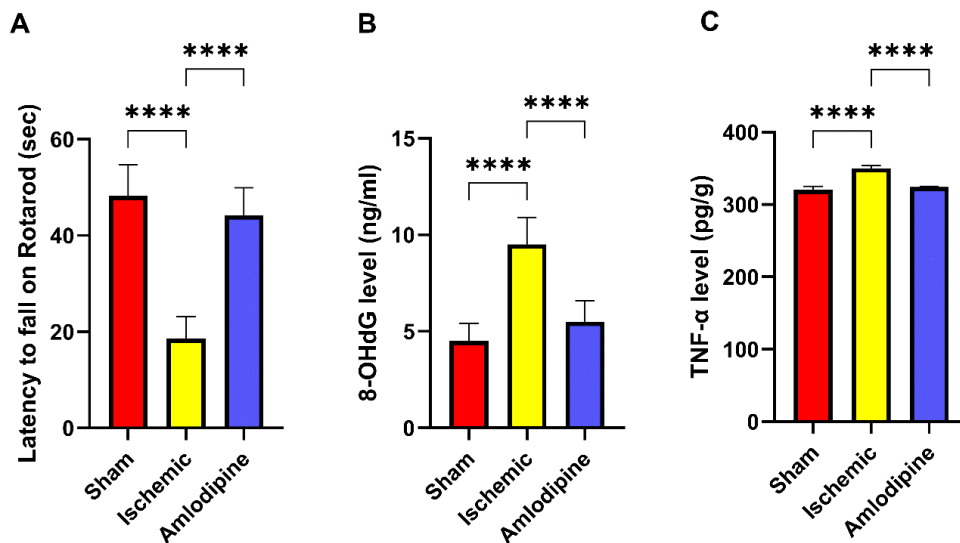 A
Latency to fall on Rotarod (sec)
60
40
20
0
****
****
Sham
Ischemic
Amlodipine
B
8-OHdG level (ng/ml)
15
10
5
0
****
****
Sham
Ischemic
Amlodipine
C
TNF-α level (pg/g)
400
300
200
100
0
****
****
Sham
Ischemic
Amlodipine